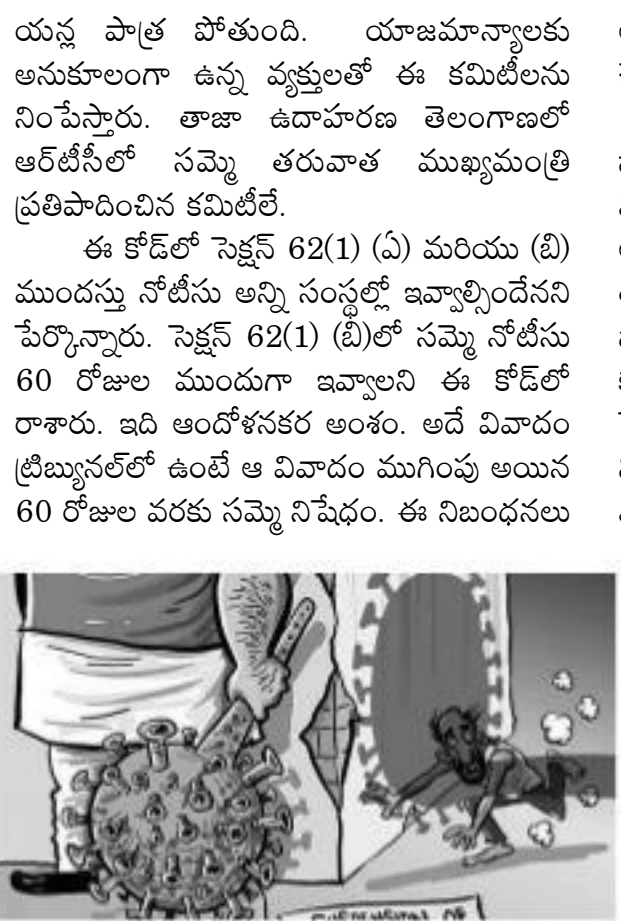 యన్ల పాత్ర పోతుంది. యాజమాన్యాలకు
అనుకూలంగా ఉన్న వ్యక్తులతో ఈ కమిటీలను
నింపేస్తారు. తాజా ఉదాహరణ తెలంగాణలో
ఆర్‌టీసీలో సమ్మె తరువాత ముఖ్యమంత్రి
ప్రతిపాదించిన కమిటీలే.
ఈ కోడ్‌లో సెక్షన్ 62(1) (ఏ) మరియు (బి)
ముందస్తు నోటీసు అన్ని సంస్థల్లో ఇవ్వాల్సిందేనని
పేర్కొన్నారు. సెక్షన్ 62(1) (బి)లో సమ్మె నోటీసు
60 రోజుల ముందుగా ఇవ్వాలని ఈ కోడ్‌లో
రాశారు. ఇది ఆందోళనకర అంశం. అదే వివాదం
ట్రిబ్యునల్‌లో ఉంటే ఆ వివాదం ముగింపు అయిన
60 రోజుల వరకు సమ్మె నిషేధం. ఈ నిబంధనలు